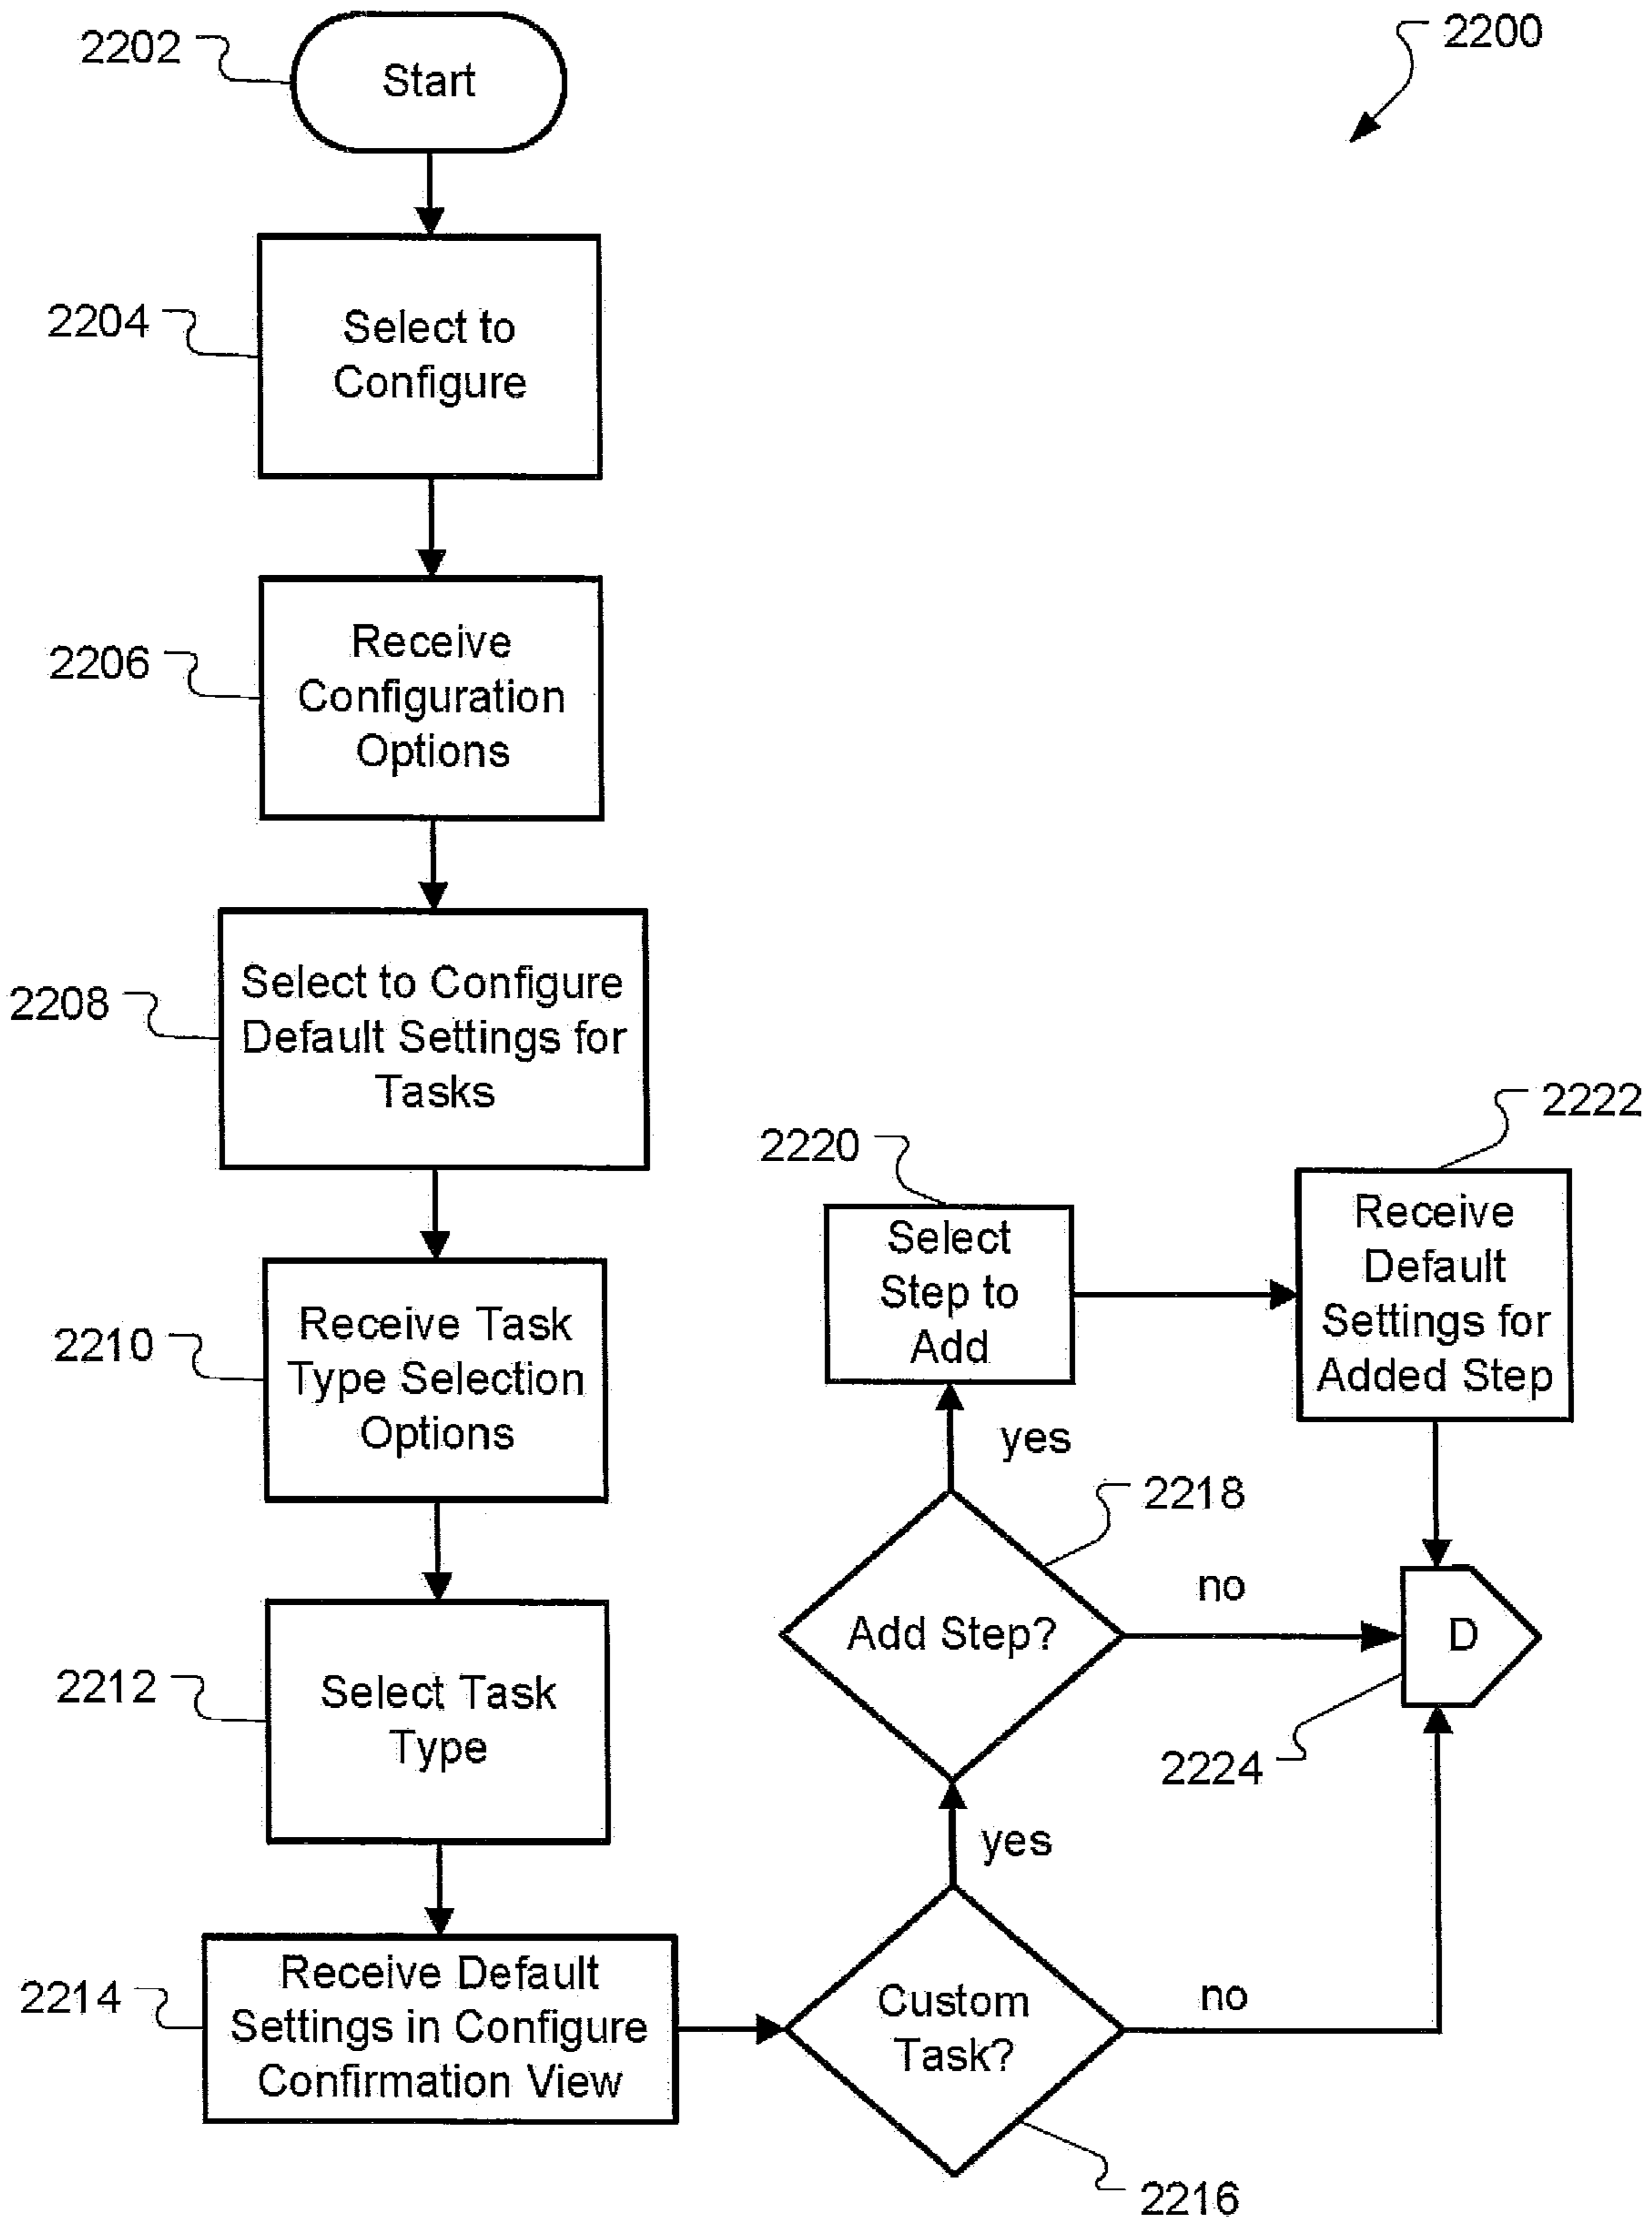 2200
2202
Start
2204
Select to
Configure
2206
Receive
Configuration
Options
2208
Select to Configure
Default Settings for
Tasks
2210
Receive Task
Type Selection
Options
2212
Select Task
Type
2214
Receive Default
Settings in Configure
Confirmation View
Custom
Task?
2216
no
yes
Add Step?
2218
no
yes
2220
Select
Step to
Add
2222
Receive
Default
Settings for
Added Step
D
2224